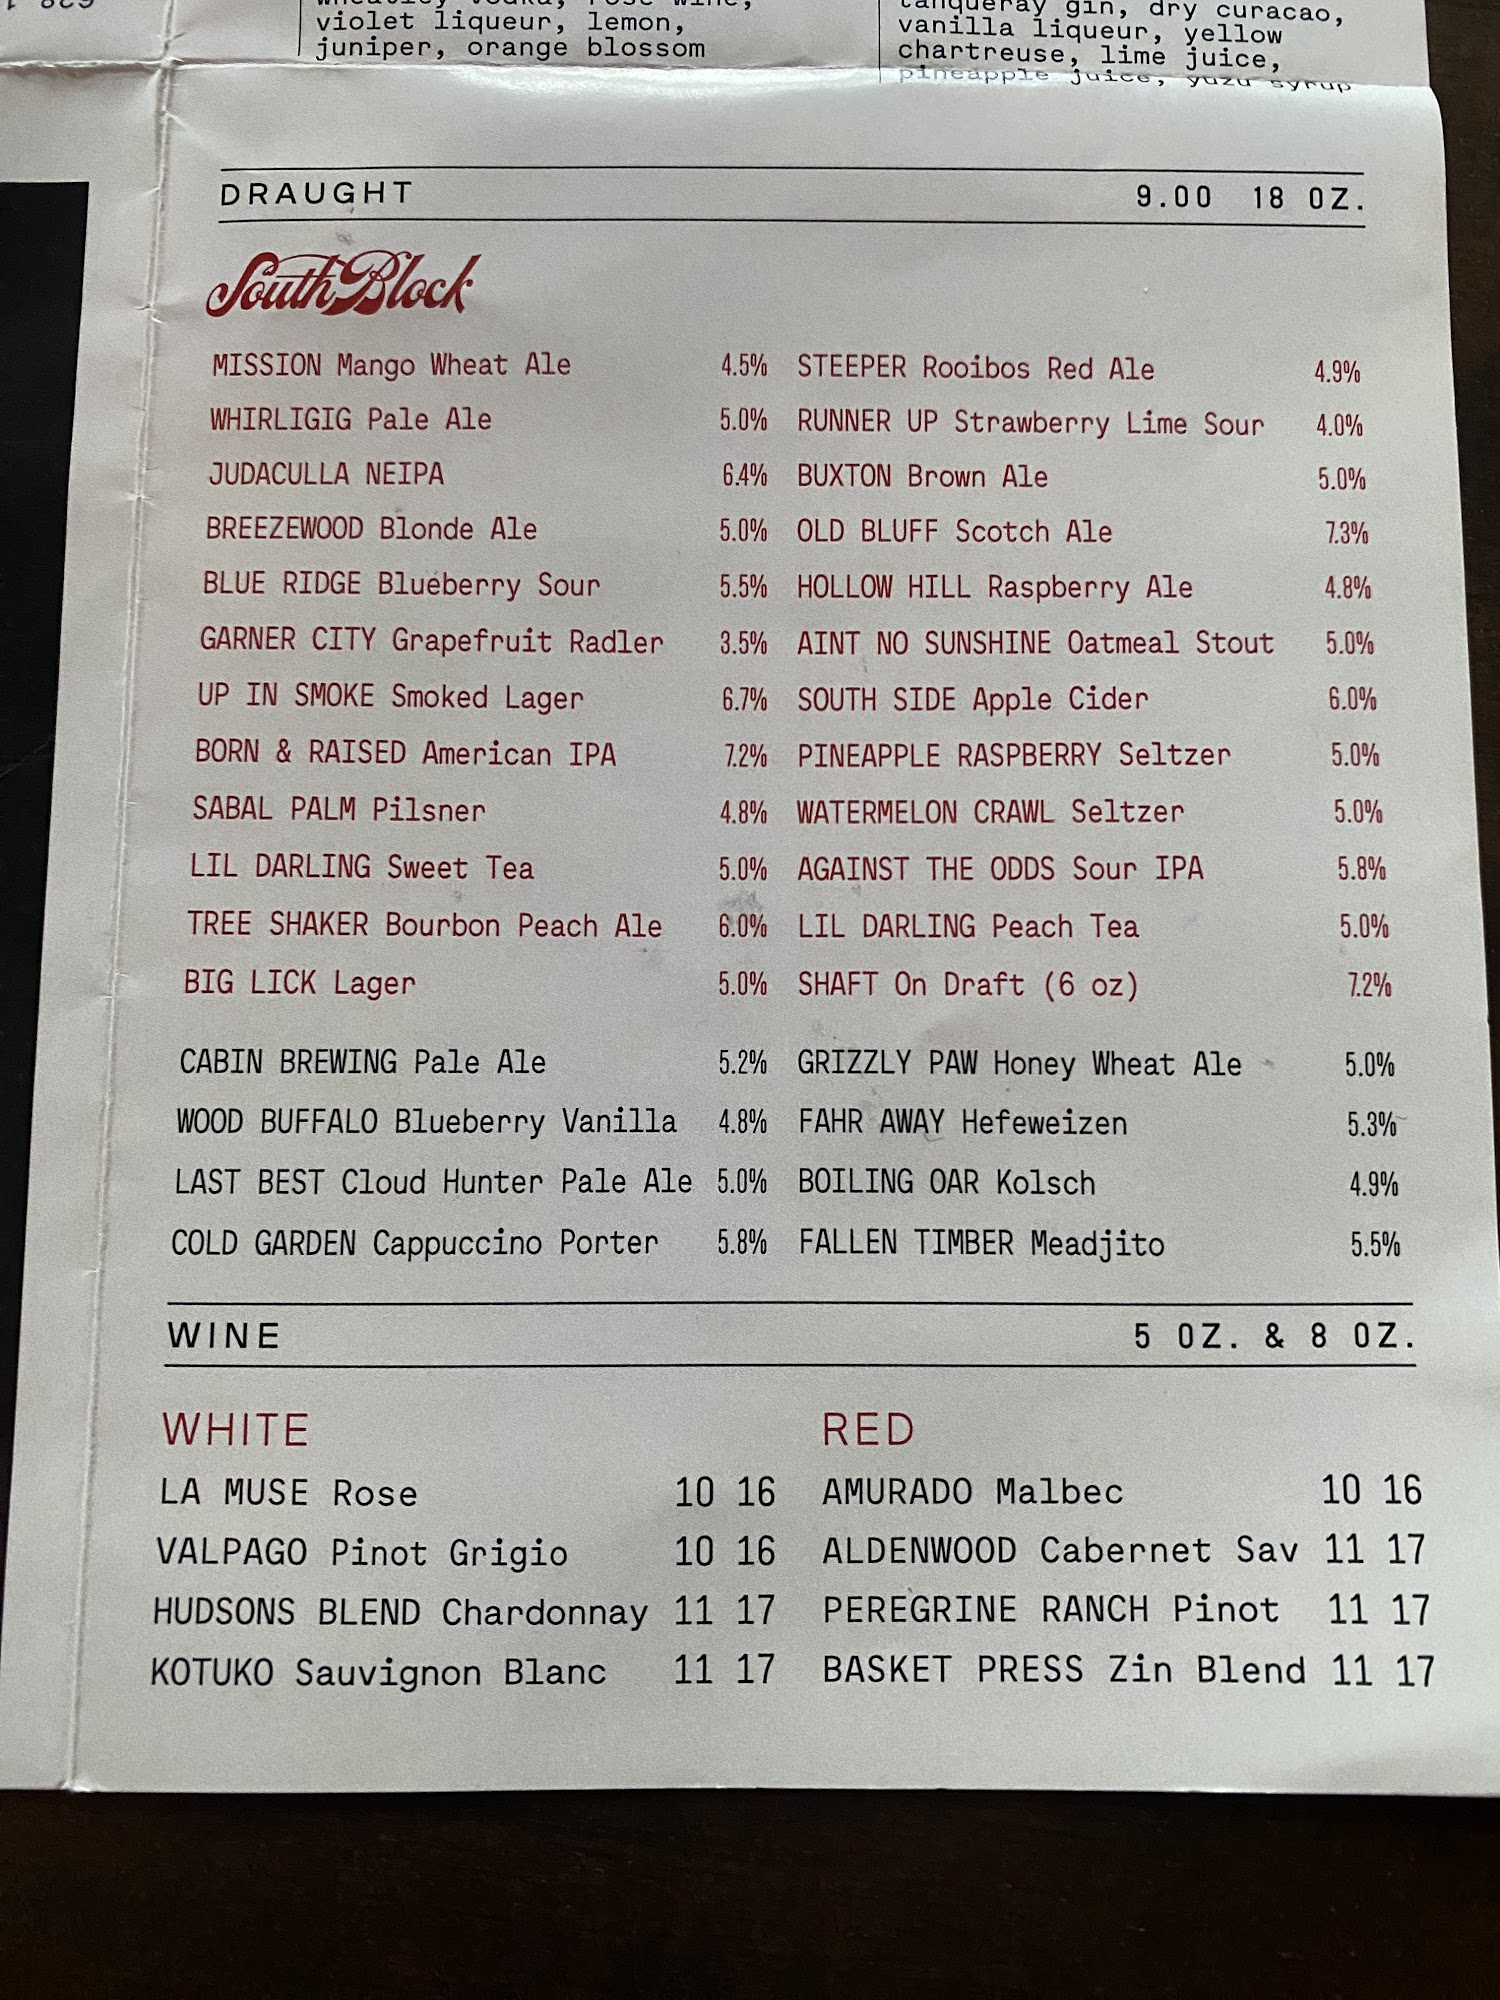 violet liqueur, lemon,
juniper, orange blossom
tanqueray gin, dry curacao,
vanilla liqueur, yellow
chartreuse, lime juice,
pineapple juice, yuzu syrup
DRAUGHT 9.00 18 OZ.
South Block
MISSION Mango Wheat Ale 4.5%
WHIRLIGIG Pale Ale 5.0%
JUDACULLA NEIPA 6.4%
BREEZEWOOD Blonde Ale 5.0%
BLUE RIDGE Blueberry Sour 5.5%
GARNER CITY Grapefruit Radler 3.5%
UP IN SMOKE Smoked Lager 6.7%
BORN & RAISED American IPA 7.2%
SABAL PALM Pilsner 4.8%
LIL DARLING Sweet Tea 5.0%
TREE SHAKER Bourbon Peach Ale 6.0%
BIG LICK Lager 5.0%
STEEPER Rooibos Red Ale 4.9%
RUNNER UP Strawberry Lime Sour 4.0%
BUXTON Brown Ale 5.0%
OLD BLUFF Scotch Ale 7.3%
HOLLOW HILL Raspberry Ale 4.8%
AINT NO SUNSHINE Oatmeal Stout 5.0%
SOUTH SIDE Apple Cider 6.0%
PINEAPPLE RASPBERRY Seltzer 5.0%
WATERMELON CRAWL Seltzer 5.0%
AGAINST THE ODDS Sour IPA 5.8%
LIL DARLING Peach Tea 5.0%
SHAFT On Draft (6 oz) 7.2%
CABIN BREWING Pale Ale 5.2%
WOOD BUFFALO Blueberry Vanilla 4.8%
LAST BEST Cloud Hunter Pale Ale 5.0%
COLD GARDEN Cappuccino Porter 5.8%
GRIZZLY PAW Honey Wheat Ale 5.0%
FAHR AWAY Hefeweizen 5.3%
BOILING OAR Kolsch 4.9%
FALLEN TIMBER Meadjito 5.5%
WINE 5 OZ. & 8 OZ.
WHITE
LA MUSE Rose 10 16
VALPAGO Pinot Grigio 10 16
HUDSONS BLEND Chardonnay 11 17
KOTUKO Sauvignon Blanc 11 17
RED
AMURADO Malbec 10 16
ALDENWOOD Cabernet Sav 11 17
PEREGRINE RANCH Pinot 11 17
BASKET PRESS Zin Blend 11 17